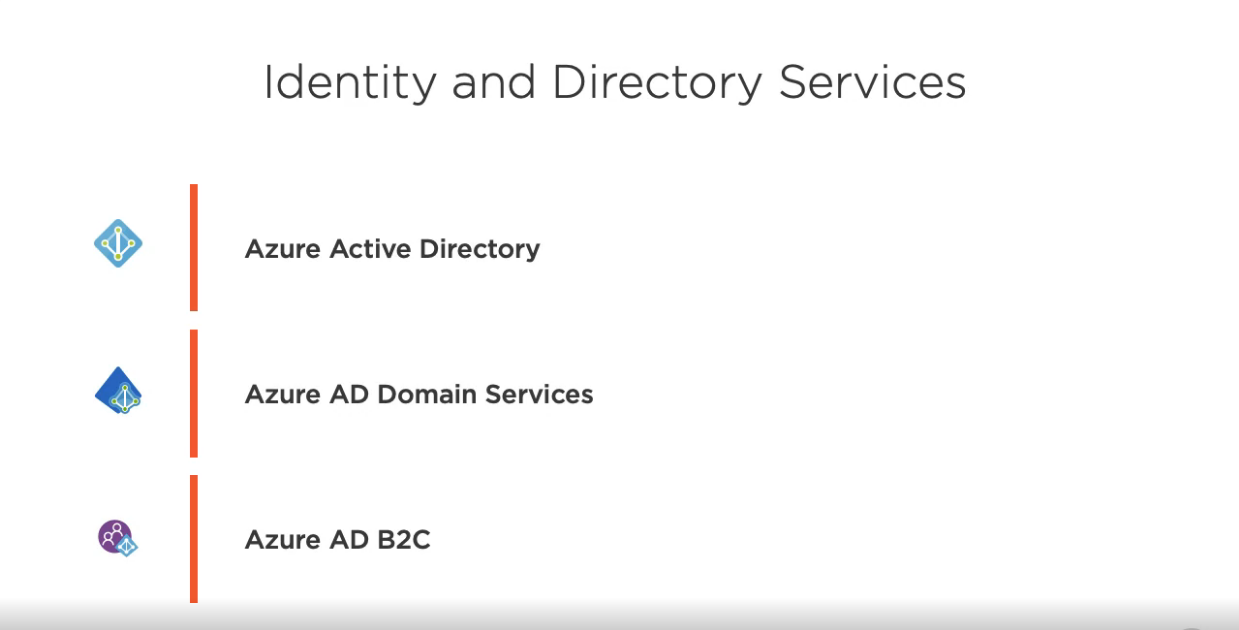 Identity and Directory Services
Azure Active Directory
Azure AD Domain Services
Azure AD B2C